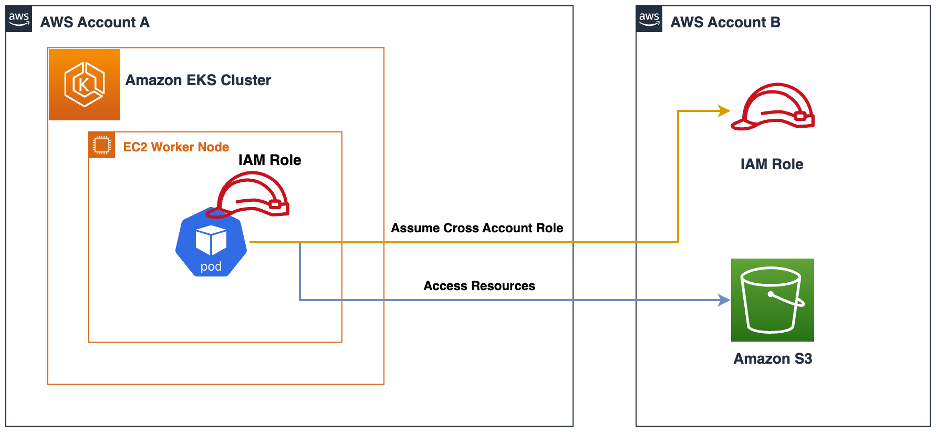 aws
AWS Account A
aws
AWS Account B
Amazon EKS Cluster
K
EC2 Worker Node
IAM Role
pod
Assume Cross Account Role
IAM Role
Access Resources
Amazon S3